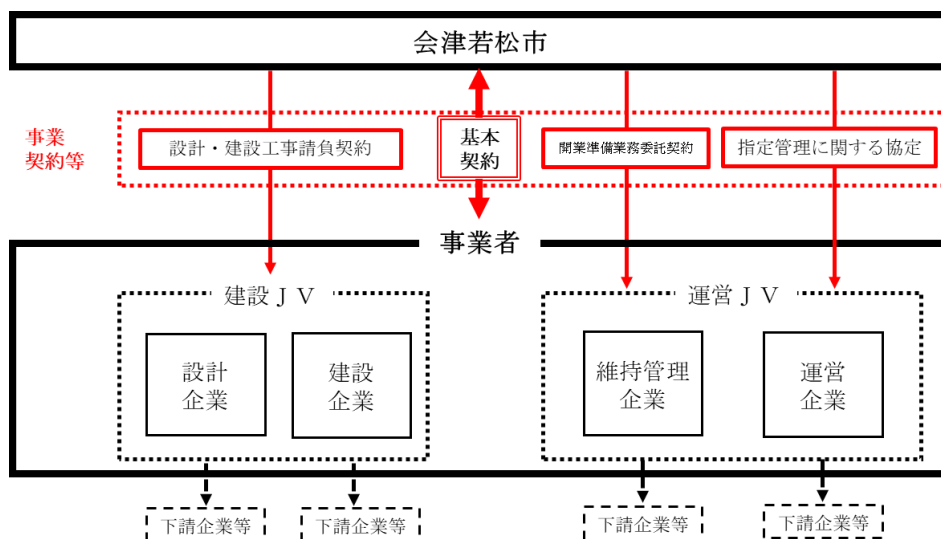 会津若松市
事業
契約等
設計・建設工事請負契約
基本
契約
開業準備業務委託契約
指定管理に関する協定
事業者
建設ＪＶ
運営ＪＶ
設計
企業
建設
企業
維持管理
企業
運営
企業
下請企業等
下請企業等
下請企業等
下請企業等